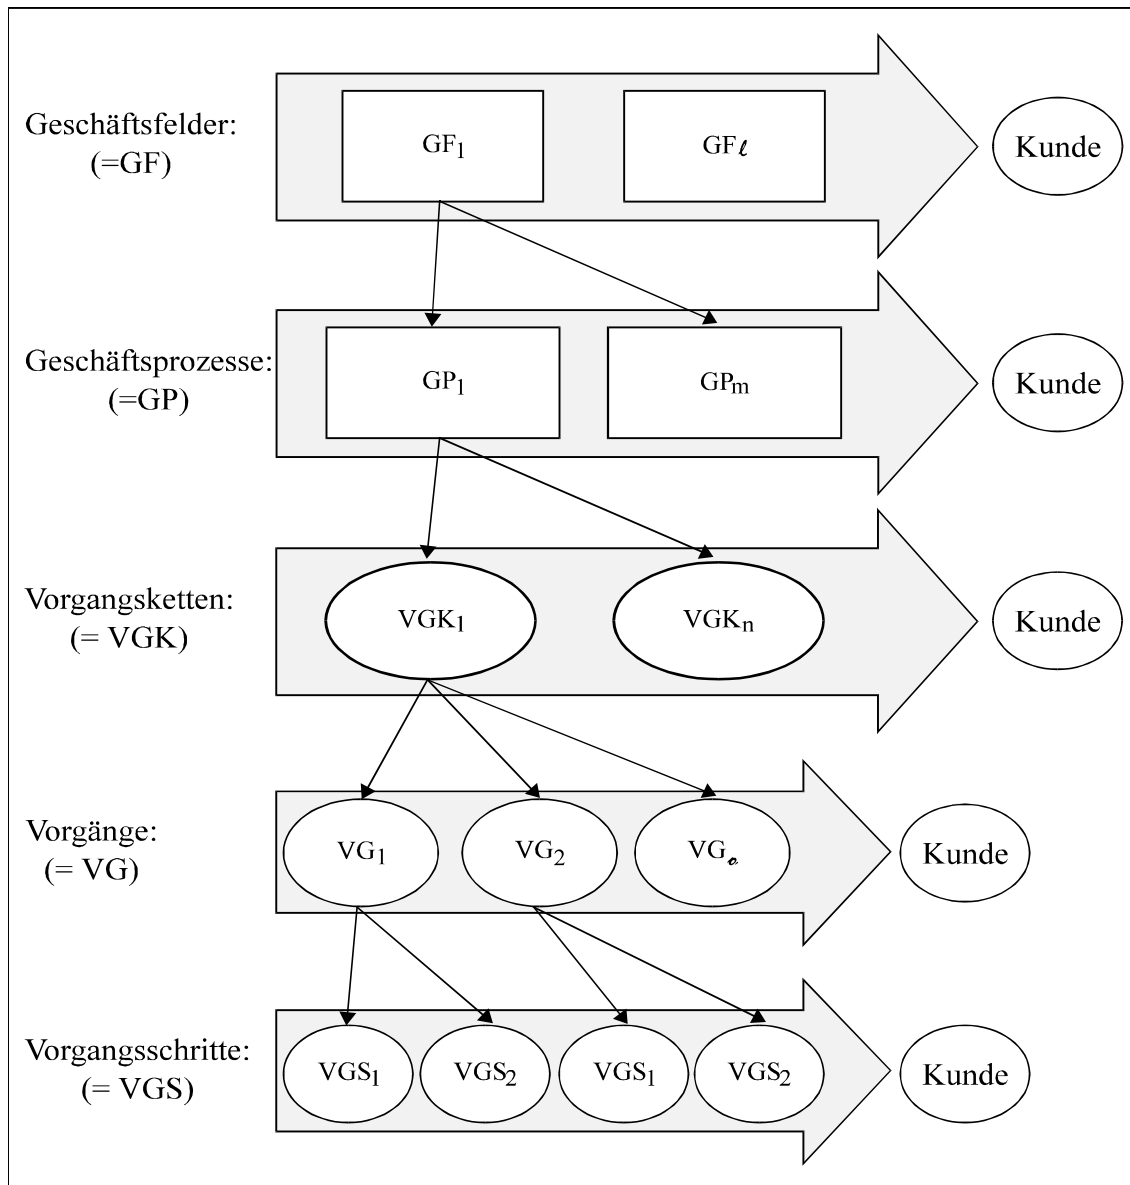 Geschäftsfelder:
(=GF)
GF1
GFℓ
Kunde
Geschäftsprozesse:
(=GP)
GP1
GPm
Kunde
Vorgangsketten:
(= VGK)
VGK1
VGKn
Kunde
Vorgänge:
(= VG)
VG1
VG2
VGo
Kunde
Vorgangsschritte:
(= VGS)
VGS1
VGS2
VGS1
VGS2
Kunde